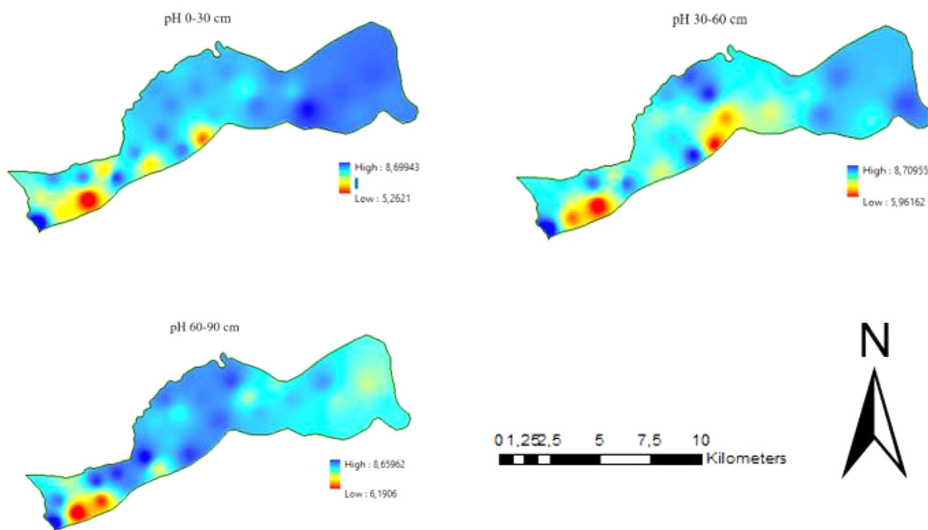 pH 0-30 cm
High : 8,69943
Low : 5,2621
pH 30-60 cm
High : 8,70955
Low : 5,96162
pH 60-90 cm
High : 8,65962
Low : 6,1906
N
0 1,25 2,5 5 7,5 10
Kilometers